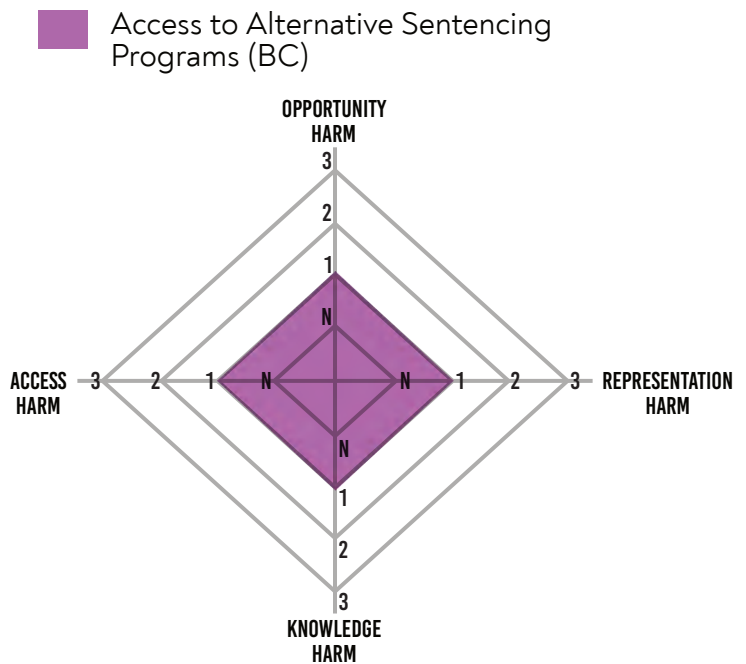 Access to Alternative Sentencing
Programs (BC)
OPPORTUNITY
HARM
3
2
1
N
ACCESS
HARM
3 2 1 N N 1 2 3
REPRESENTATION
HARM
N
1
2
3
KNOWLEDGE
HARM